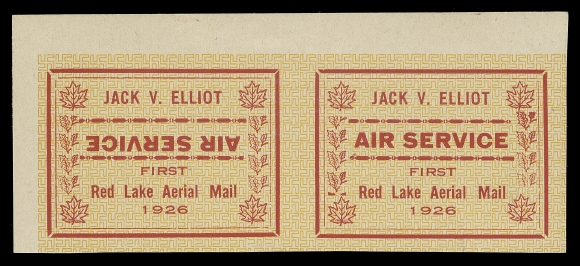 JACK V. ELLIOT
AIR SERVICE
FIRST
Red Lake Aerial Mail
1926
JACK V. ELLIOT
AIR SERVICE
FIRST
Red Lake Aerial Mail
1926